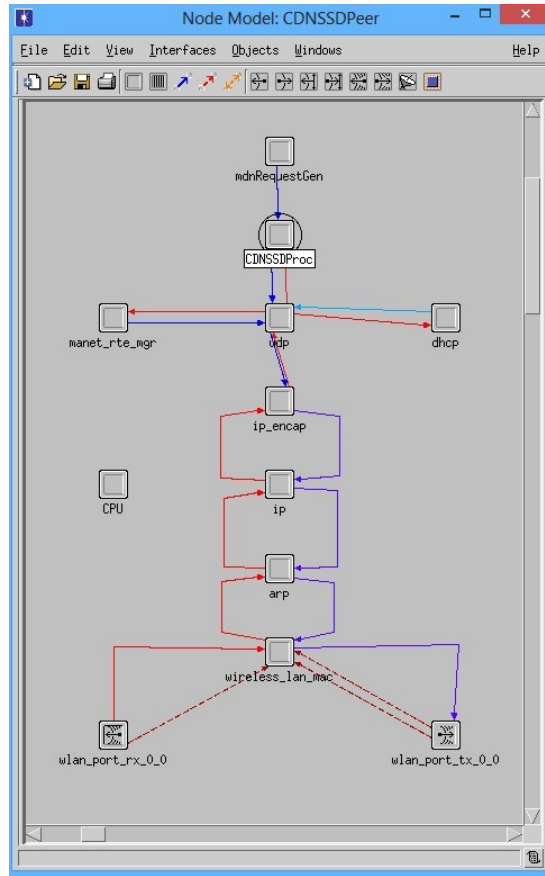 Node Model: CDNSSDPeer
File Edit View Interfaces Objects Windows Help
mdnRequestGen
CDNSSDProc
manet_rte_mgr
udp
dhcp
ip_encap
CPU
ip
arp
wireless_lan_mac
wlan_port_rx_0_0
wlan_port_tx_0_0